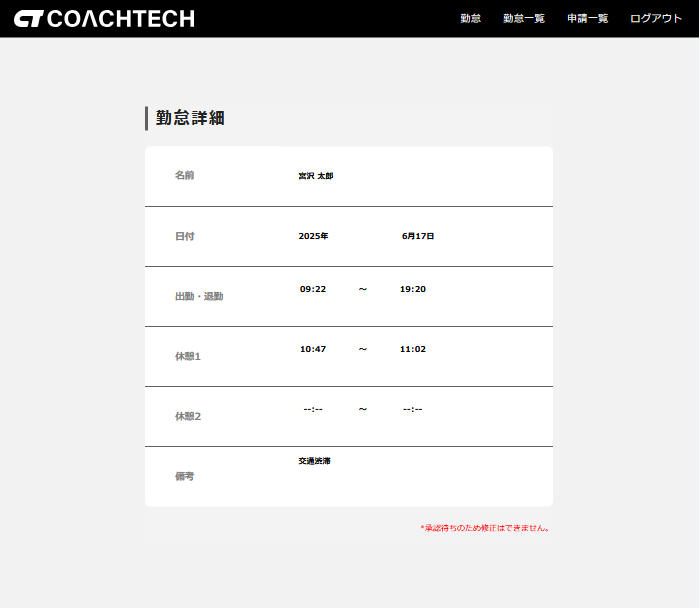 COACHTECH 勤怠 勤怠一覧 申請一覧 ログアウト
勤怠詳細
名前 宮沢 太郎
日付 2025年 6月17日
出勤・退勤 09:22 ～ 19:20
休憩1 10:47 ～ 11:02
休憩2 --:-- ～ --:--
備考 交通渋滞
*承認待ちのため修正はできません。